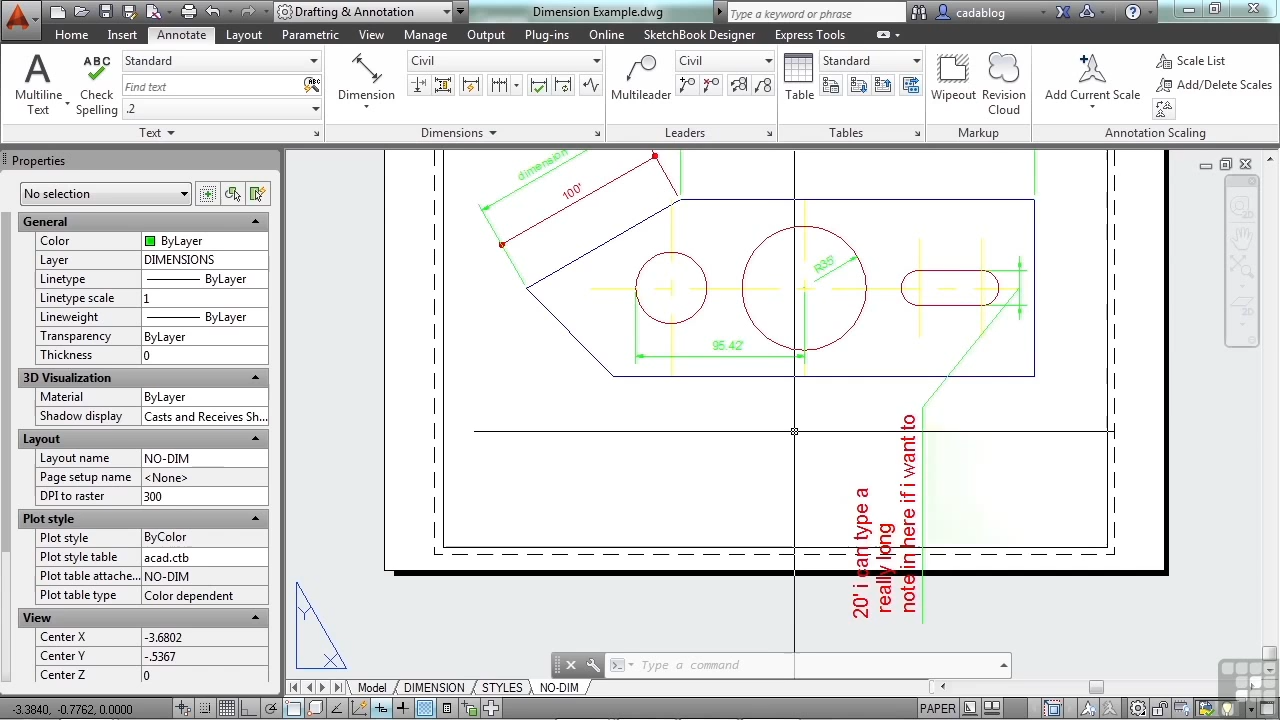 Drafting & Annotation
Dimension Example.dwg
Type a keyword or phrase
cadablog
Home Insert Annotate Layout Parametric View Manage Output Plug-ins Online SketchBook Designer Express Tools
Multiline Text
Check Spelling
Standard
Find text
.2
Dimension
Civil
Multileader
Civil
Table
Standard
Wipeout
Revision Cloud
Add Current Scale
Scale List
Add/Delete Scales
Text
Dimensions
Leaders
Tables
Markup
Annotation Scaling
Properties
No selection
General
Color ByLayer
Layer DIMENSIONS
Linetype ByLayer
Linetype scale 1
Lineweight ByLayer
Transparency ByLayer
Thickness 0
3D Visualization
Material ByLayer
Shadow display Casts and Receives Sh...
Layout
Layout name NO-DIM
Page setup name <None>
DPI to raster 300
Plot style
Plot style ByColor
Plot style table acad.ctb
Plot table attache... NO-DIM
Plot table type Color dependent
View
Center X -3.6802
Center Y -.5367
Center Z 0
dimension
100'
R35'
95.42'
20' i can type a
really long
note in here if i want to
Y
X
2D
Type a command
Model DIMENSION STYLES NO-DIM
-3.3840, -0.7762, 0.0000
PAPER